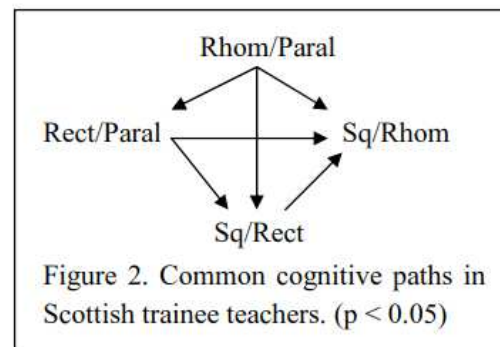 Rhom/Paral
Rect/Paral
Sq/Rhom
Sq/Rect
Figure 2. Common cognitive paths in
Scottish trainee teachers. (p < 0.05)